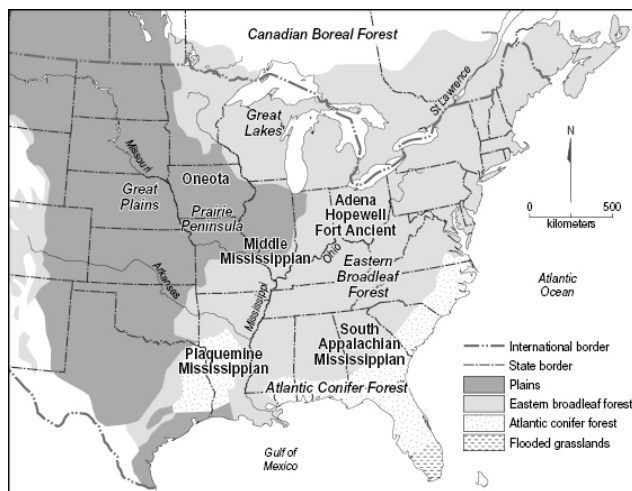 Canadian Boreal Forest
St Lawrence
Great
Lakes
N
Missouri
Oneota
Great
Plains
Prairie
Peninsula
Adena
Hopewell
Fort Ancient
0 500
kilometers
Middle
Mississippian
Ohio
Eastern
Broadleaf
Forest
Arkansas
Mississippi
Atlantic
Ocean
South
Appalachian
Mississippian
Plaquemine
Mississippian
Atlantic Conifer Forest
Gulf of
Mexico
International border
State border
Plains
Eastern broadleaf forest
Atlantic conifer forest
Flooded grasslands